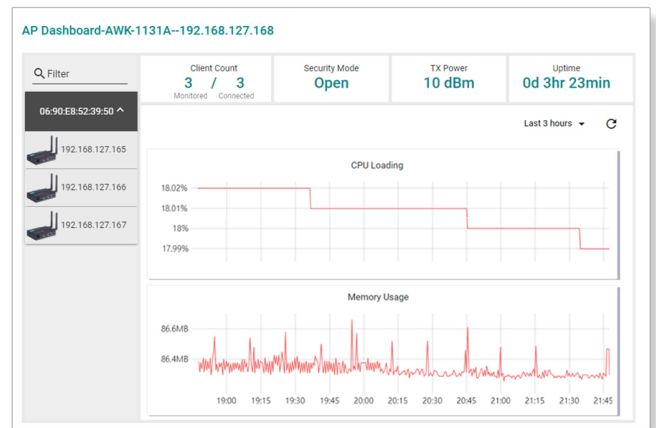 AP Dashboard-AWK-1131A--192.168.127.168
Filter
06:90:E8:52:39:50
192.168.127.165
192.168.127.166
192.168.127.167
Client Count
3 / 3
Monitored Connected
Security Mode
Open
TX Power
10 dBm
Uptime
0d 3hr 23min
Last 3 hours
CPU Loading
18.02%
18.01%
18%
17.99%
Memory Usage
86.6MB
86.4MB
19:00 19:15 19:30 19:45 20:00 20:15 20:30 20:45 21:00 21:15 21:30 21:45